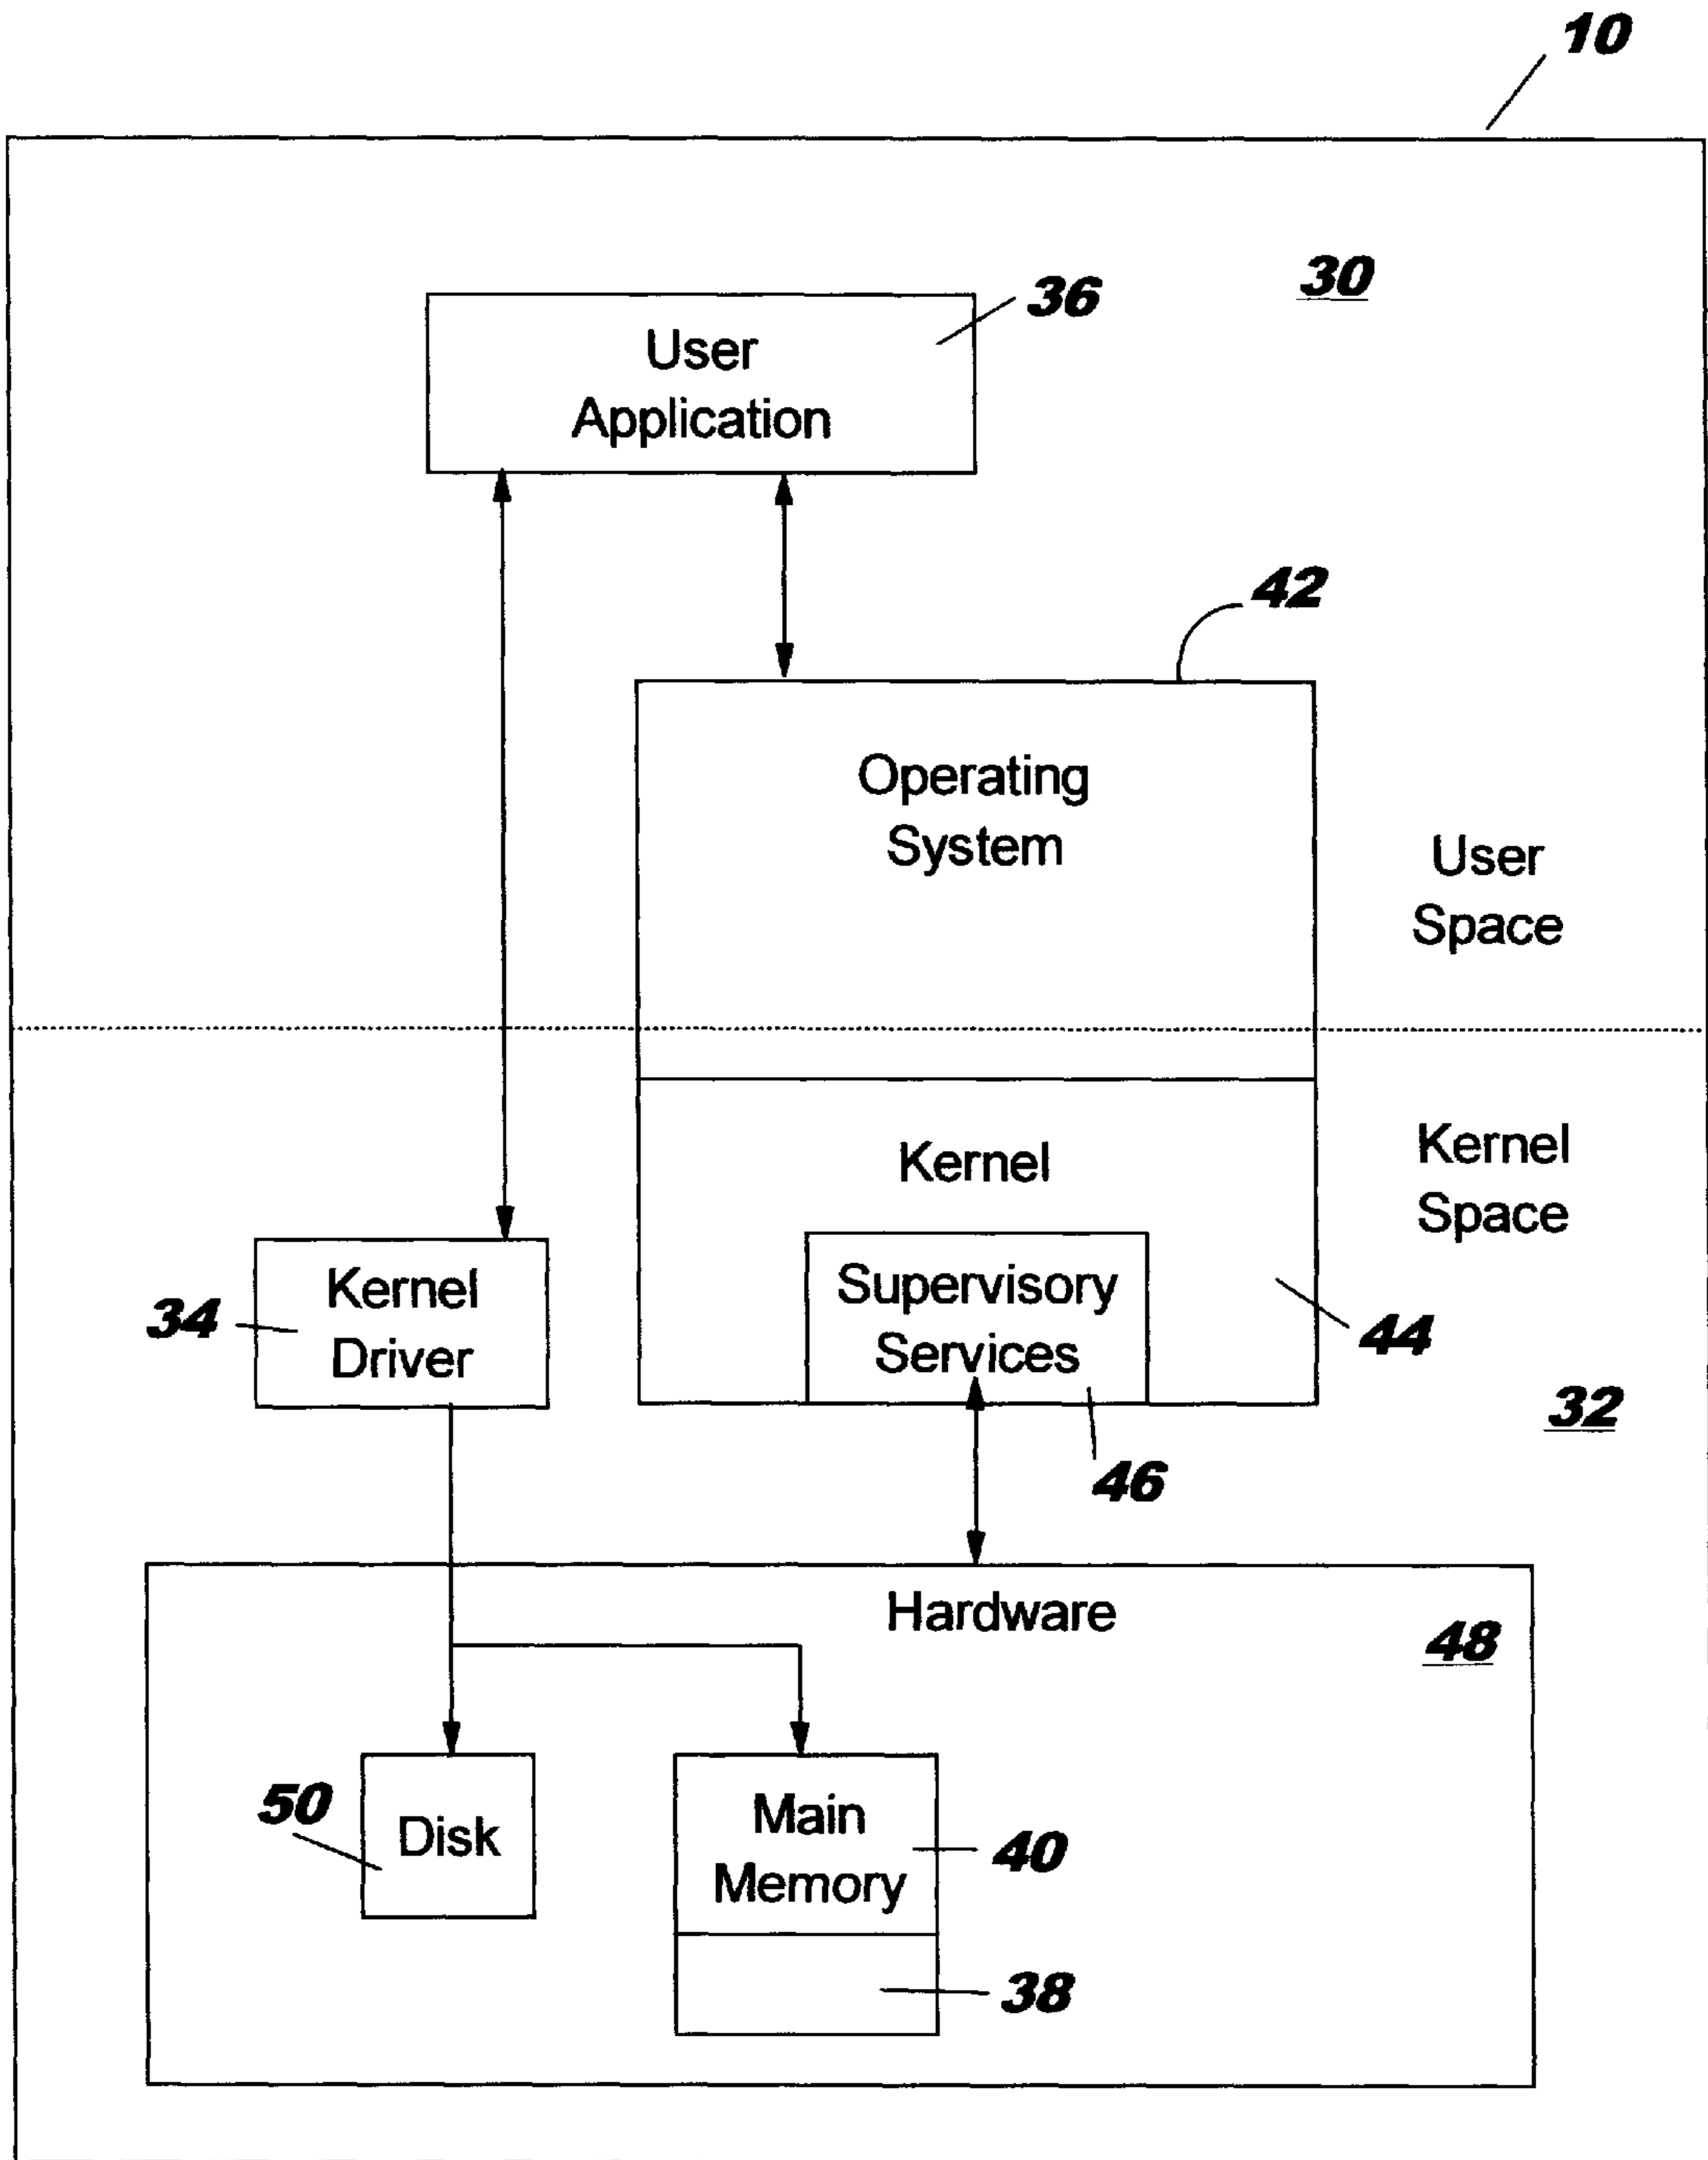 10
30
36
User
Application
42
Operating
System
User
Space
Kernel
Space
Kernel
Supervisory
Services
44
34
Kernel
Driver
32
46
Hardware
48
50
Disk
Main
Memory
40
38